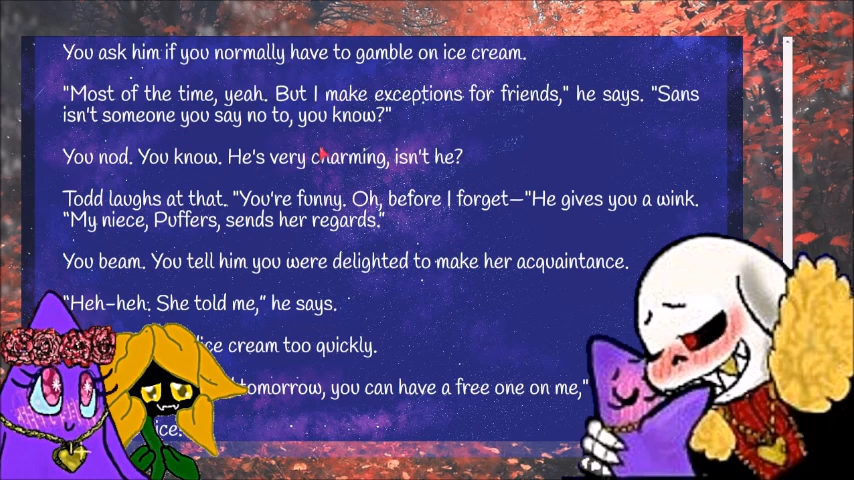 You ask him if you normally have to gamble on ice cream.
"Most of the time, yeah. But I make exceptions for friends," he says. "Sans
isn't someone you say no to, you know?"
You nod. You know. He's very charming, isn't he?
Todd laughs at that. "You're funny. Oh, before I forget—"He gives you a wink.
"My niece, Puffers, sends her regards."
You beam. You tell him you were delighted to make her acquaintance.
"Heh-heh. She told me," he says.
ice cream too quickly.
tomorrow, you can have a free one on me,"
ice.